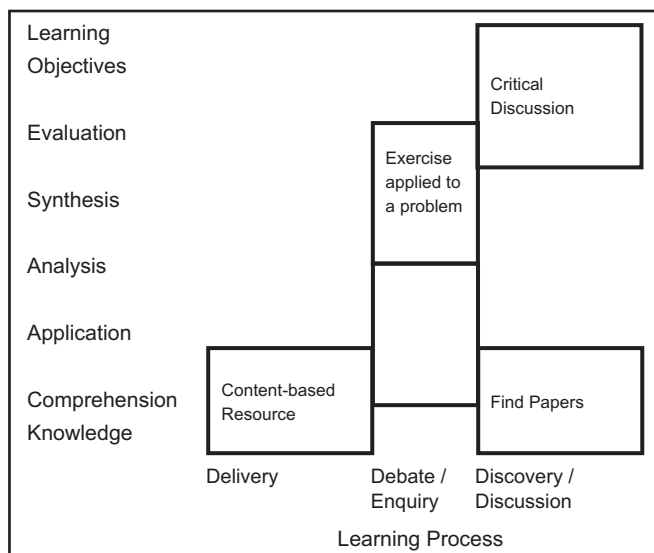 Learning
Objectives
Critical
Discussion
Evaluation
Exercise
applied to
a problem
Synthesis
Analysis
Application
Comprehension
Knowledge
Content-based
Resource
Find Papers
Delivery
Debate /
Enquiry
Discovery /
Discussion
Learning Process